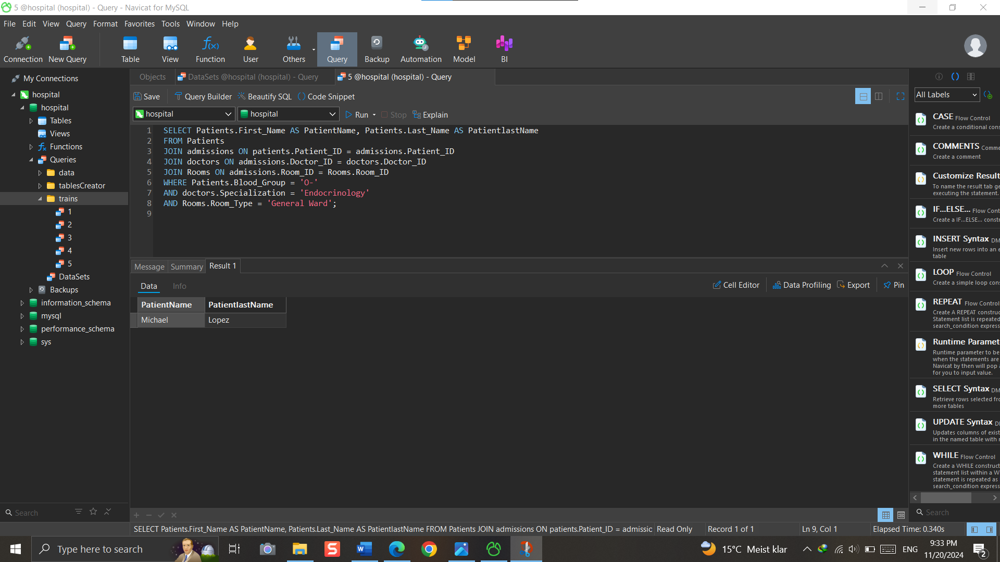 5 @hospital (hospital) - Query - Navicat for MySQL
File Edit View Query Format Favorites Tools Window Help
Connection New Query Table View Function User Others Query Backup Automation Model BI
My Connections
hospital
hospital
Tables
Views
Functions
Queries
data
tablesCreator
trains
1
2
3
4
5
DataSets
Backups
information_schema
mysql
performance_schema
sys
Search
Objects DataSets @hospital (hospital) - Query 5 @hospital (hospital) - Query
Save Query Builder Beautify SQL Code Snippet
hospital hospital Run Stop Explain
1 SELECT Patients.First_Name AS PatientName, Patients.Last_Name AS PatientlastName
2 FROM Patients
3 JOIN admissions ON patients.Patient_ID = admissions.Patient_ID
4 JOIN doctors ON admissions.Doctor_ID = doctors.Doctor_ID
5 JOIN Rooms ON admissions.Room_ID = Rooms.Room_ID
6 WHERE Patients.Blood_Group = 'O-'
7 AND doctors.Specialization = 'Endocrinology'
8 AND Rooms.Room_Type = 'General Ward';
9
Message Summary Result 1
Data Info Cell Editor Data Profiling Export Pin
PatientName PatientlastName
Michael Lopez
SELECT Patients.First_Name AS PatientName, Patients.Last_Name AS PatientlastName FROM Patients JOIN admissions ON patients.Patient_ID = admissic Read Only Record 1 of 1 Ln 9, Col 1 Elapsed Time: 0.340s
All Labels
CASE Flow Control
Create a conditional cons
COMMENTS Comme
Create a comment
Customize Result
To name the result tab ge
executing the statement.
IF...ELSE... Flow Cont
Create a IF...ELSE... constr
INSERT Syntax DM
Insert new rows into an e
table
LOOP Flow Control
Create a simple loop cons
REPEAT Flow Control
Create A REPEAT construc
Statement list is repeated
search_condition express
Runtime Paramet
Runtime parameter to be
when the statements are
Navicat by then will pop a
for you to input value.
SELECT Syntax DM
Retrieve rows selected fro
more tables
UPDATE Syntax D
Updates columns of exist
in the named table with n
WHILE Flow Control
Create a WHILE construct
statement list within a W
statement is repeated as
search_condition express
Search
Type here to search
15°C Meist klar ENG 9:33 PM
11/20/2024 2